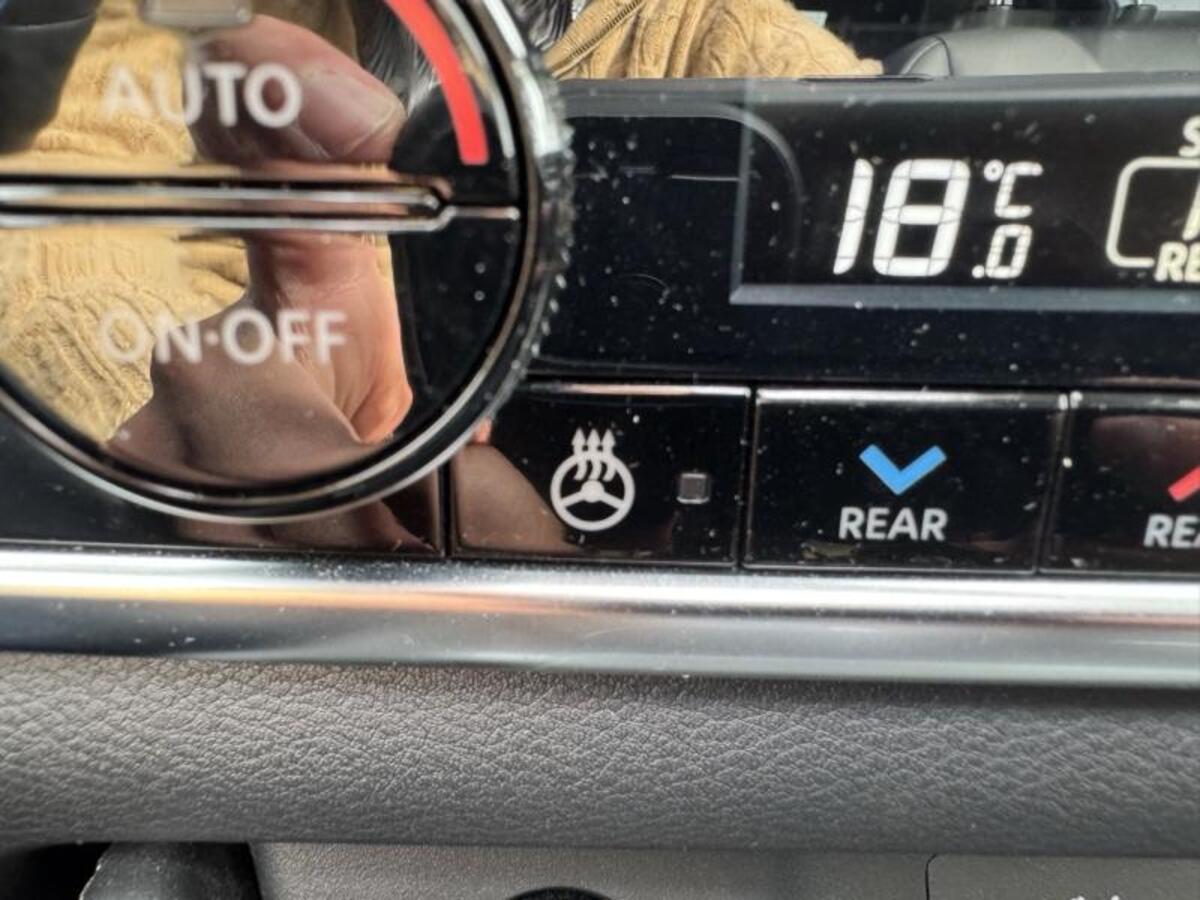 AUTO
ON·OFF
18.0 °C
REAR